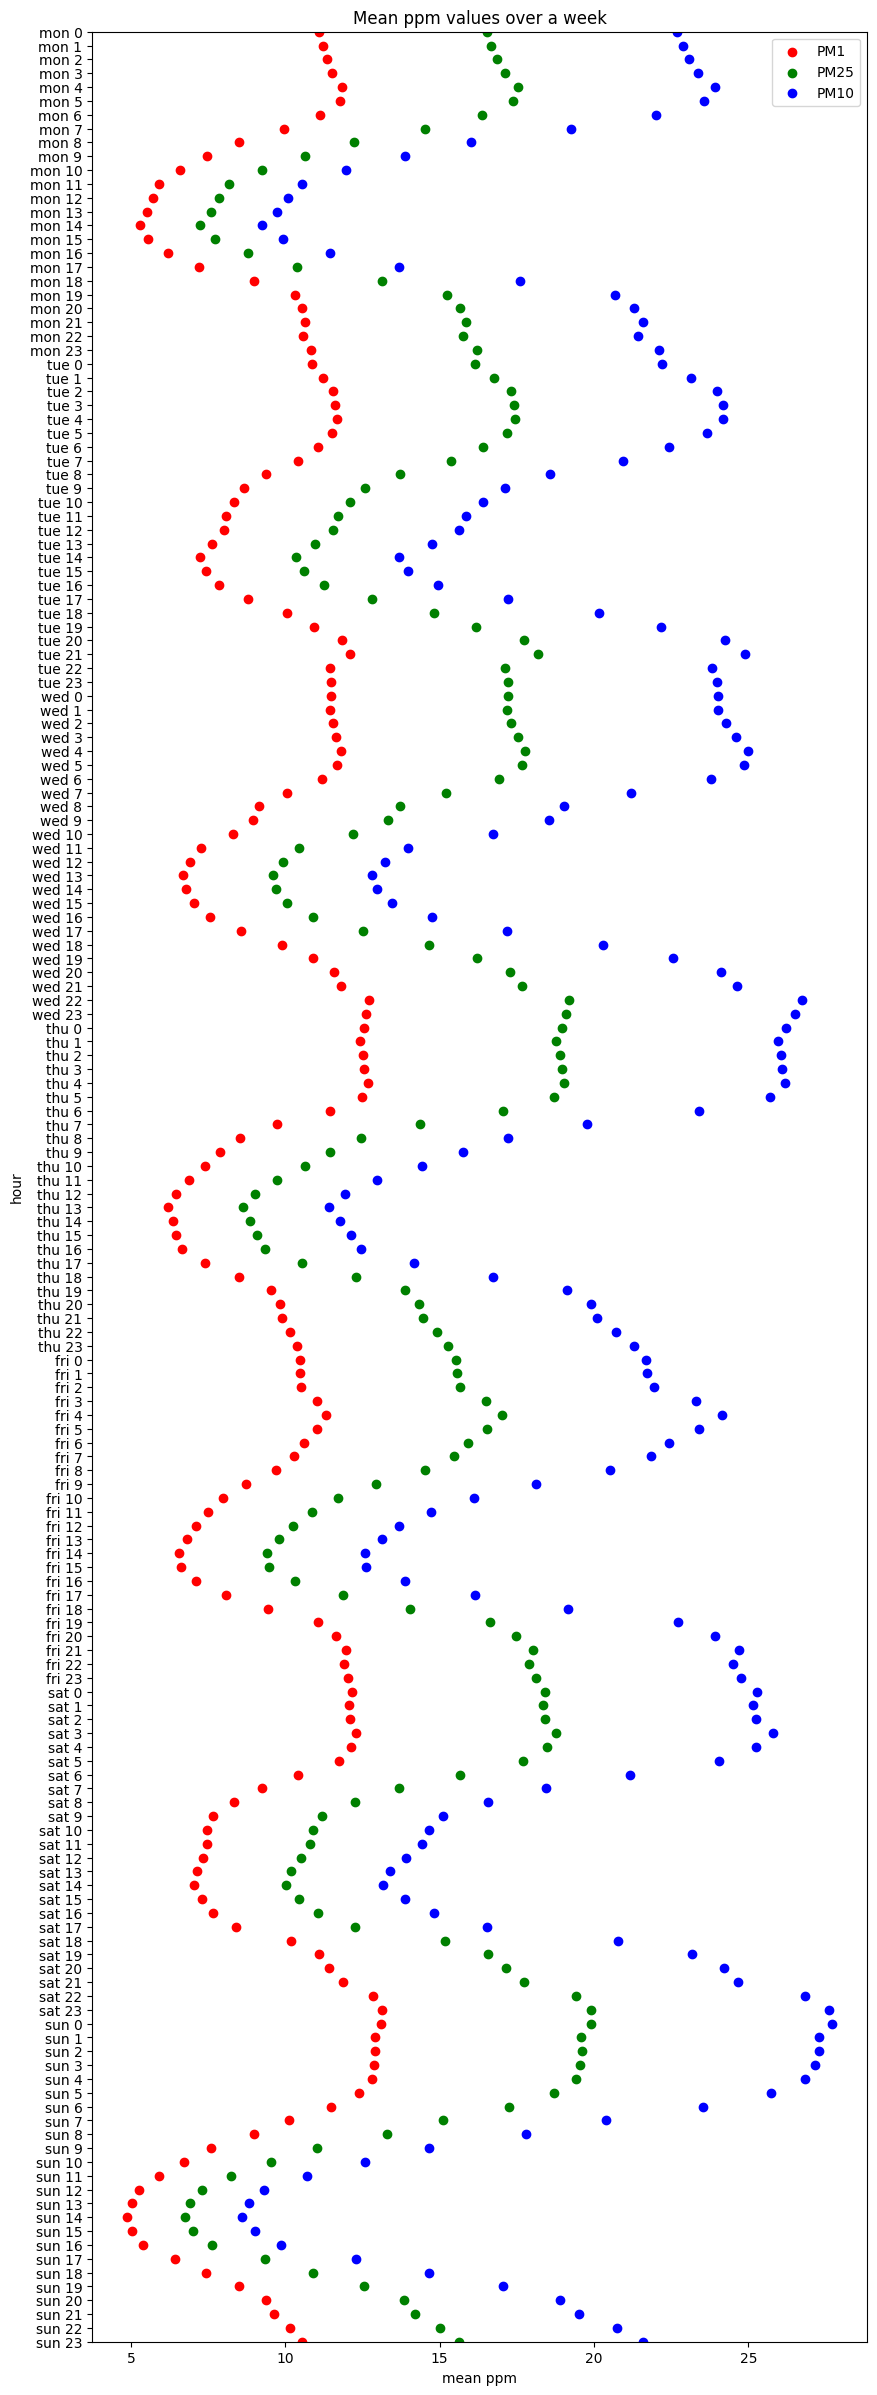 Mean ppm values over a week
PM1
PM25
PM10
mon 0
mon 1
mon 2
mon 3
mon 4
mon 5
mon 6
mon 7
mon 8
mon 9
mon 10
mon 11
mon 12
mon 13
mon 14
mon 15
mon 16
mon 17
mon 18
mon 19
mon 20
mon 21
mon 22
mon 23
tue 0
tue 1
tue 2
tue 3
tue 4
tue 5
tue 6
tue 7
tue 8
tue 9
tue 10
tue 11
tue 12
tue 13
tue 14
tue 15
tue 16
tue 17
tue 18
tue 19
tue 20
tue 21
tue 22
tue 23
wed 0
wed 1
wed 2
wed 3
wed 4
wed 5
wed 6
wed 7
wed 8
wed 9
wed 10
wed 11
wed 12
wed 13
wed 14
wed 15
wed 16
wed 17
wed 18
wed 19
wed 20
wed 21
wed 22
wed 23
thu 0
thu 1
thu 2
thu 3
thu 4
thu 5
thu 6
thu 7
thu 8
thu 9
thu 10
thu 11
thu 12
thu 13
thu 14
thu 15
thu 16
thu 17
thu 18
thu 19
thu 20
thu 21
thu 22
thu 23
fri 0
fri 1
fri 2
fri 3
fri 4
fri 5
fri 6
fri 7
fri 8
fri 9
fri 10
fri 11
fri 12
fri 13
fri 14
fri 15
fri 16
fri 17
fri 18
fri 19
fri 20
fri 21
fri 22
fri 23
sat 0
sat 1
sat 2
sat 3
sat 4
sat 5
sat 6
sat 7
sat 8
sat 9
sat 10
sat 11
sat 12
sat 13
sat 14
sat 15
sat 16
sat 17
sat 18
sat 19
sat 20
sat 21
sat 22
sat 23
sun 0
sun 1
sun 2
sun 3
sun 4
sun 5
sun 6
sun 7
sun 8
sun 9
sun 10
sun 11
sun 12
sun 13
sun 14
sun 15
sun 16
sun 17
sun 18
sun 19
sun 20
sun 21
sun 22
sun 23
hour
5 10 15 20 25
mean ppm